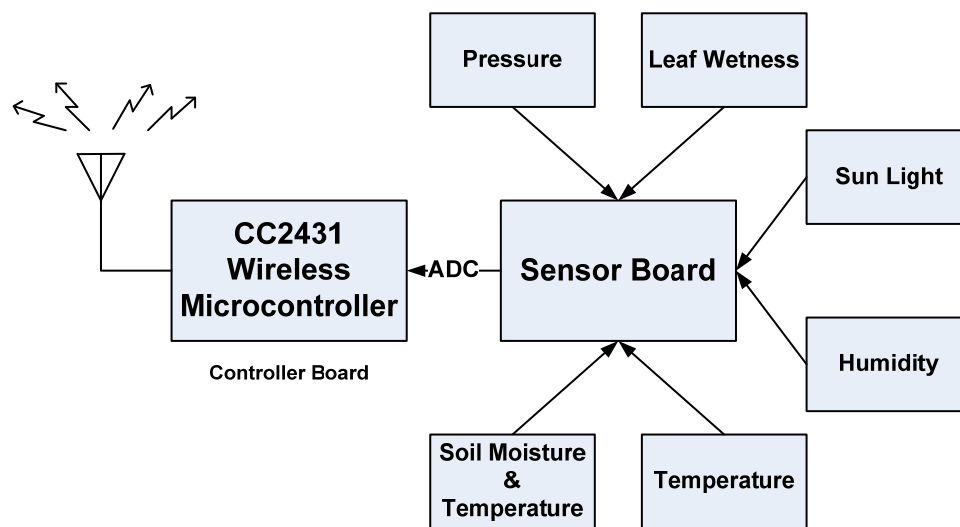 Pressure
Leaf Wetness
Sun Light
CC2431
Wireless
Microcontroller
ADC
Sensor Board
Controller Board
Humidity
Soil Moisture
&
Temperature
Temperature